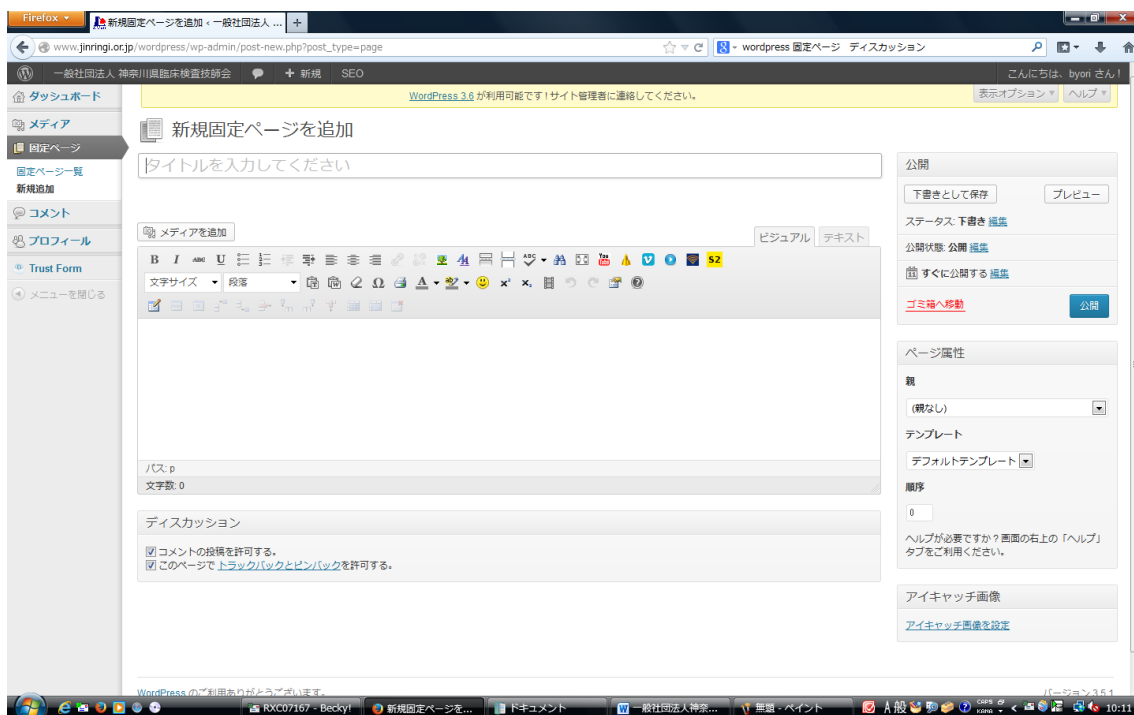 Firefox
新規固定ページを追加 ‹ 一般社団法人 ...
www.jinringi.or.jp/wordpress/wp-admin/post-new.php?post_type=page
wordpress 固定ページ ディスカッション
一般社団法人 神奈川県臨床検査技師会
新規
SEO
こんにちは、byori さん !
ダッシュボード
メディア
固定ページ
固定ページ一覧
新規追加
コメント
プロフィール
Trust Form
メニューを閉じる
WordPress 3.6 が利用可能です ! サイト管理者に連絡してください。
表示オプション
ヘルプ
新規固定ページを追加
タイトルを入力してください
メディアを追加
ビジュアル
テキスト
B I ABC U
ABC
You Tube
S2
文字サイズ
段落
Ω
A
x² x₂
パス: p
文字数: 0
ディスカッション
コメントの投稿を許可する。
このページで トラックバックとピンバックを許可する。
公開
下書きとして保存
プレビュー
ステータス: 下書き 編集
公開状態: 公開 編集
すぐに公開する 編集
ゴミ箱へ移動
公開
ページ属性
親
(親なし)
テンプレート
デフォルトテンプレート
順序
0
ヘルプが必要ですか ? 画面の右上の「ヘルプ」
タブをご利用ください。
アイキャッチ画像
アイキャッチ画像を設定
WordPress のご利用ありがとうございます。
バージョン 3.5.1
RXC07167 - Becky!
新規固定ページを...
ドキュメント
一般社団法人神奈...
無題 - ペイント
A 般
CAPS
KANA
10:11